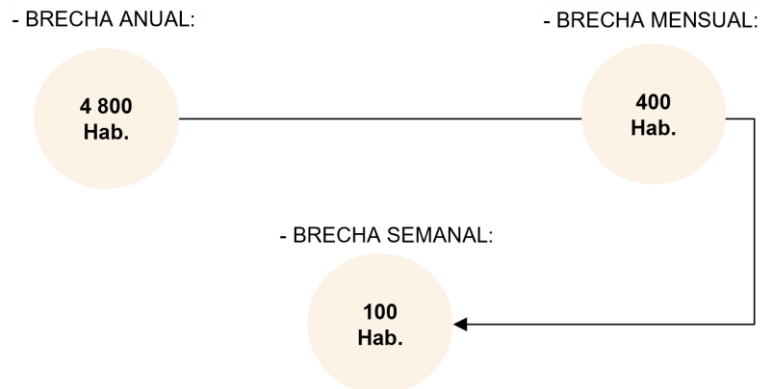 - BRECHA ANUAL:
4 800
Hab.
- BRECHA MENSUAL:
400
Hab.
- BRECHA SEMANAL:
100
Hab.